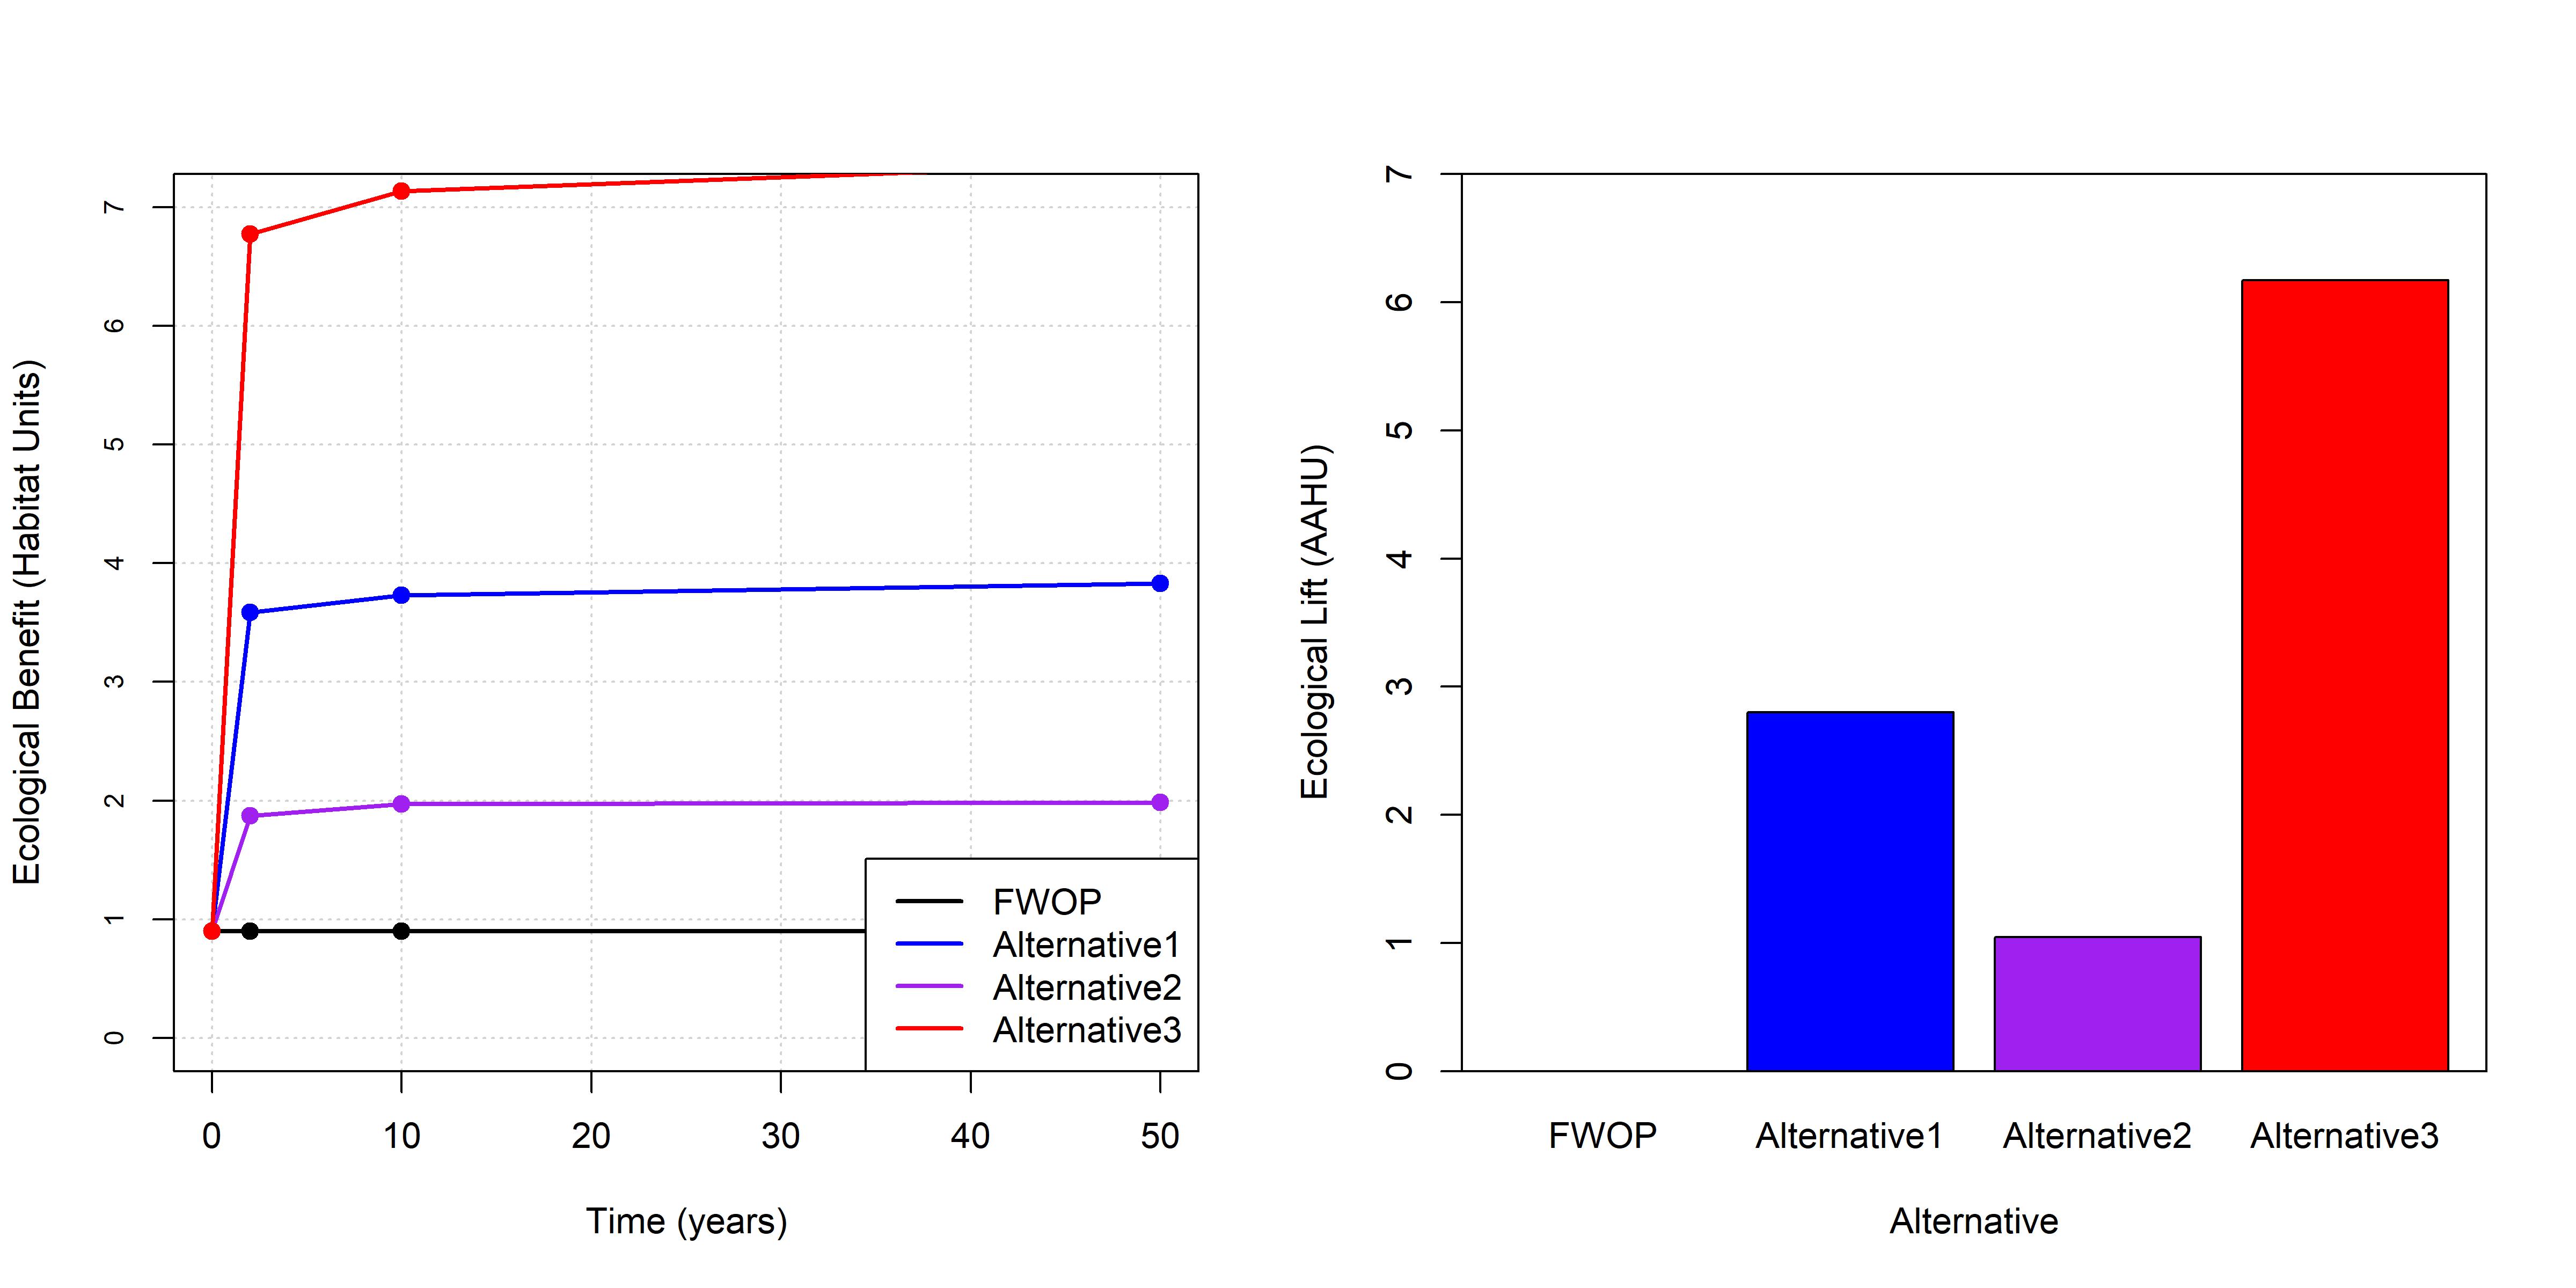 Ecological Benefit (Habitat Units)
7
6
5
4
3
2
1
0
0 10 20 30 40 50
Time (years)
FWOP
Alternative1
Alternative2
Alternative3
Ecological Lift (AAHU)
7
6
5
4
3
2
1
0
FWOP Alternative1 Alternative2 Alternative3
Alternative